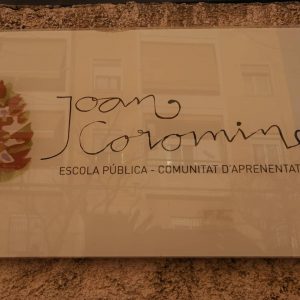 Joan
Coromine
ESCOLA PÚBLICA - COMUNITAT D'APRENENTAT